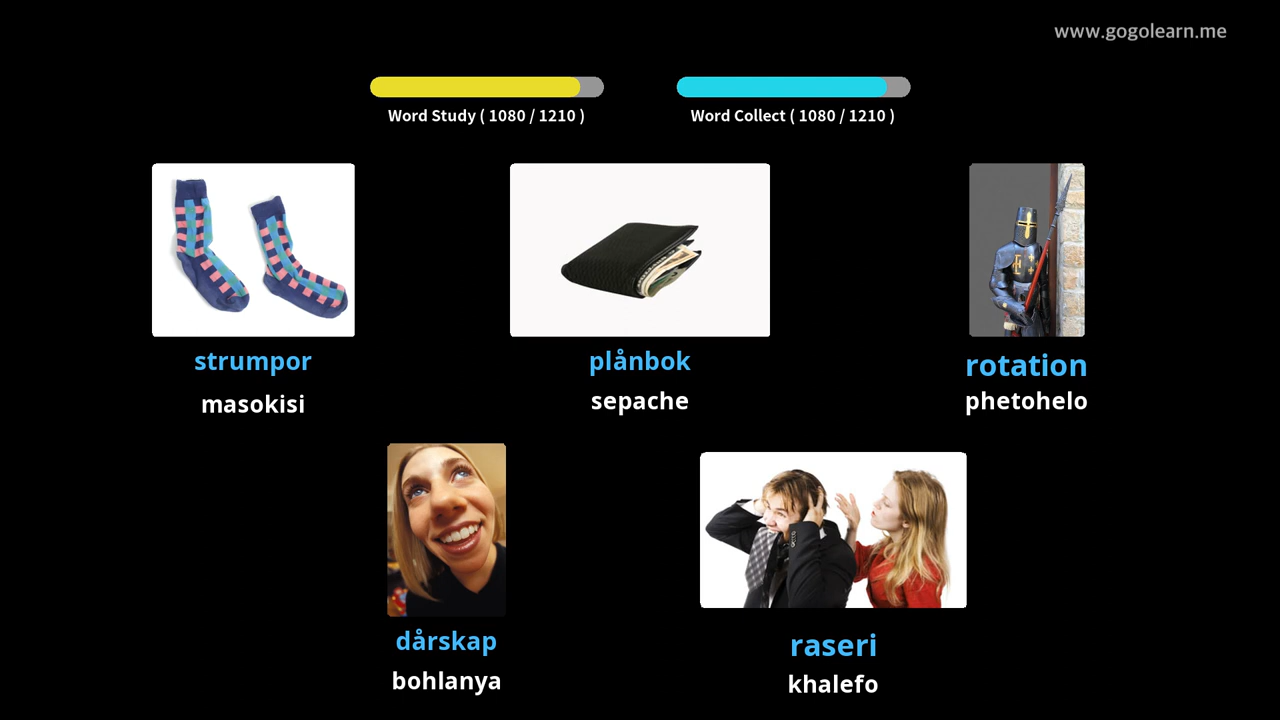 www.gogolearn.me
Word Study ( 1080 / 1210 )
Word Collect ( 1080 / 1210 )
strumpor
masokisi
plånbok
sepache
rotation
phetohelo
dårskap
bohlanya
raseri
khalefo